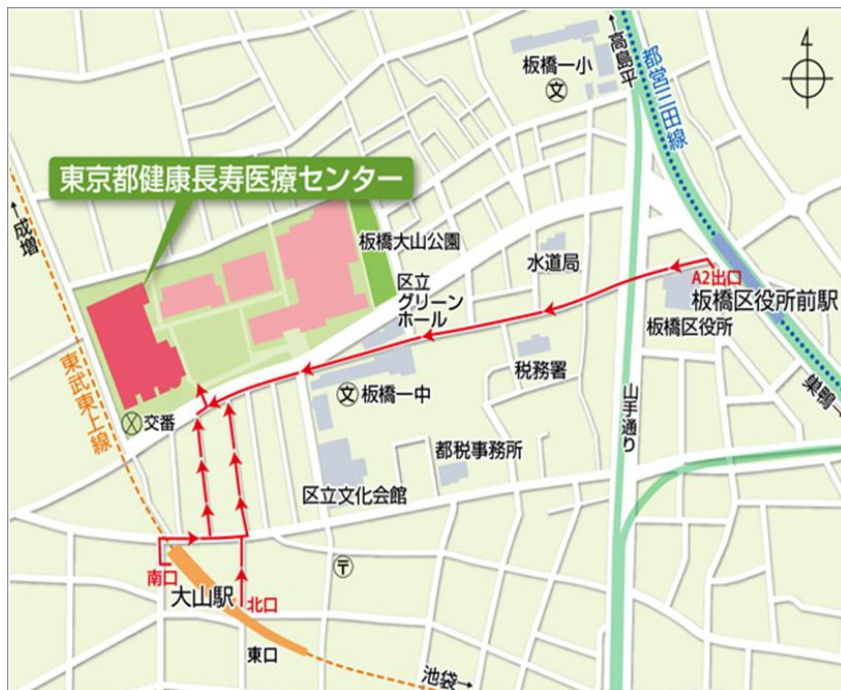 板橋一小
文
←高島平
都営三田線
4
東京都健康長寿医療センター
←成増
板橋大山公園
水道局
A2出口
区立
グリーン
ホール
板橋区役所前駅
板橋区役所
東武東上線
税務署
巣鴨→
文 板橋一中
山手通り
交番
都税事務所
区立文化会館
〒
南口
大山駅
北口
東口
池袋→